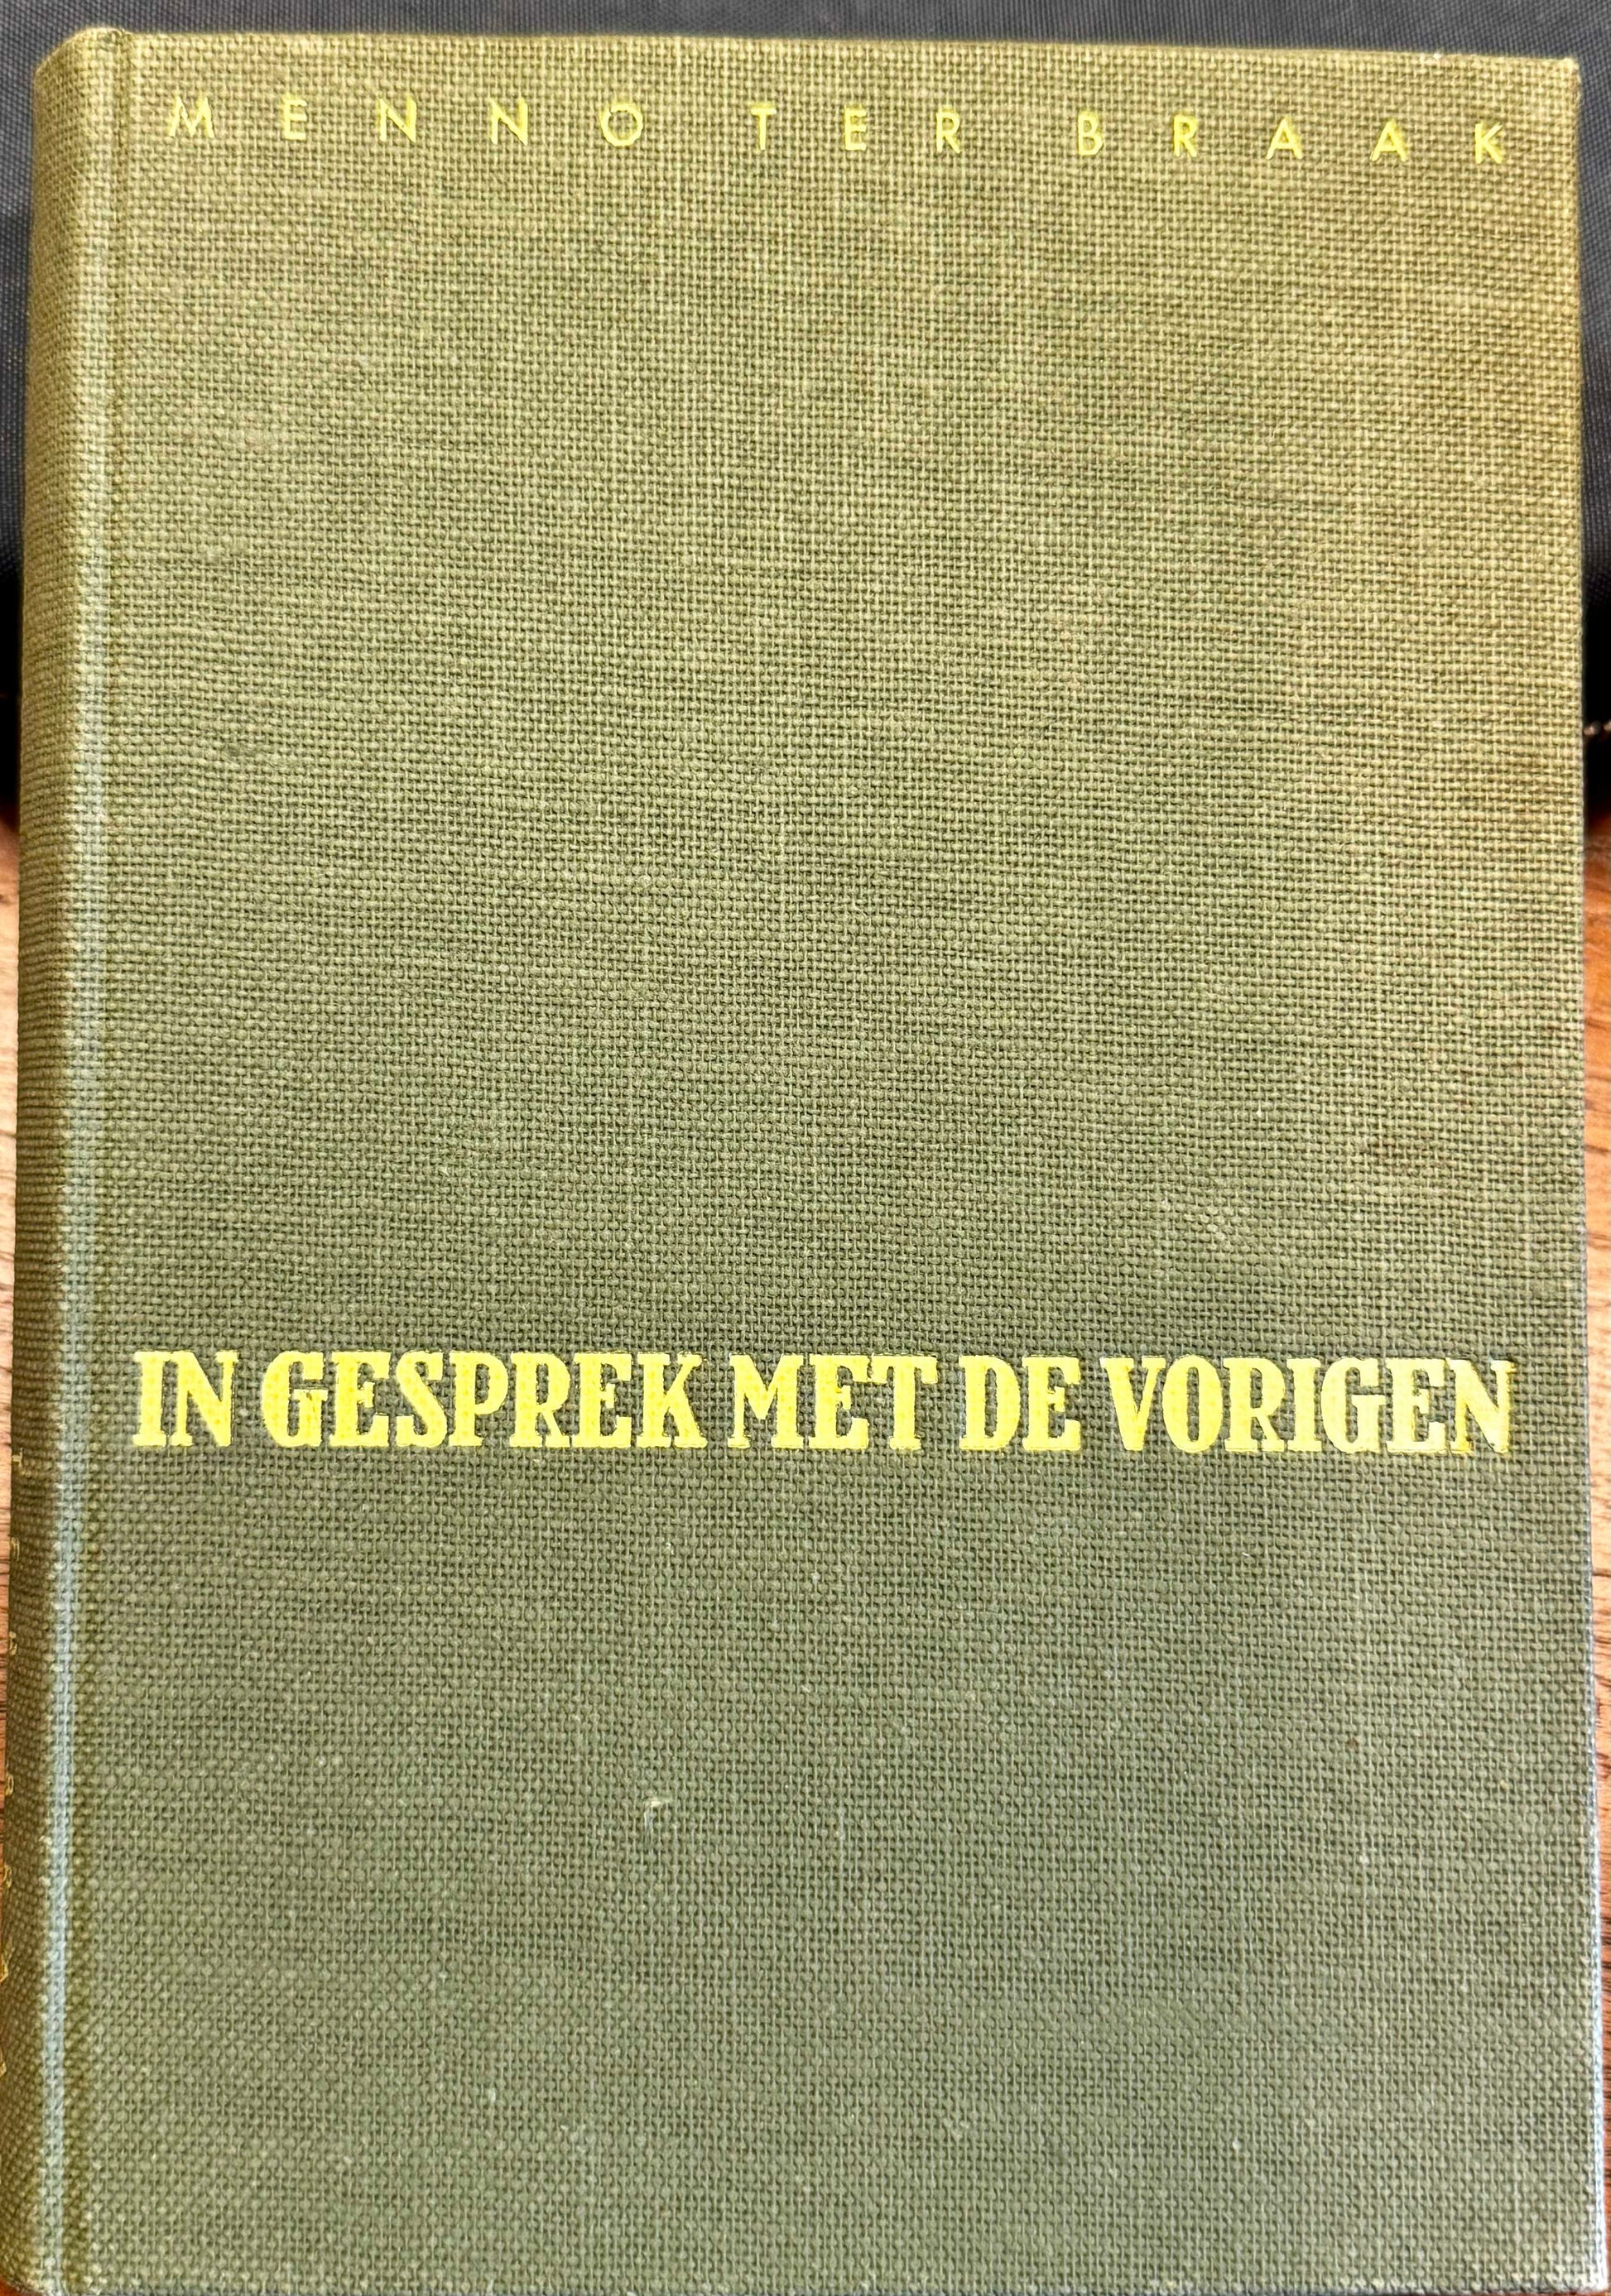 MENNO TER BRAAK
IN GESPREK MET DE VORIGEN